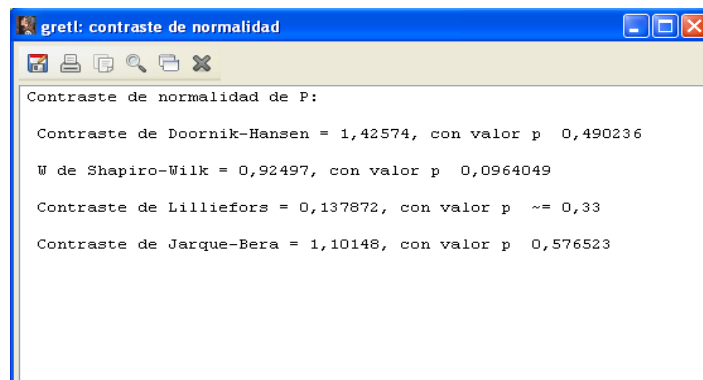 gretl: contraste de normalidad
Contraste de normalidad de P:
Contraste de Doornik-Hansen = 1,42574, con valor p 0,490236
W de Shapiro-Wilk = 0,92497, con valor p 0,0964049
Contraste de Lilliefors = 0,137872, con valor p ~= 0,33
Contraste de Jarque-Bera = 1,10148, con valor p 0,576523